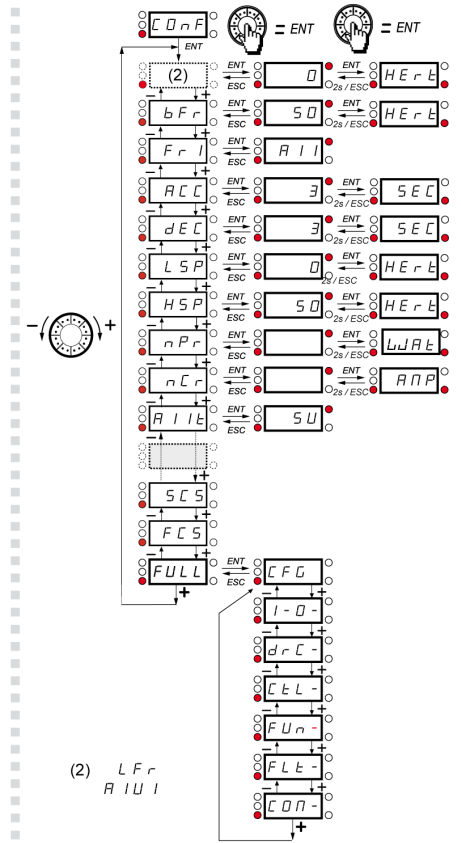 COnF = ENT = ENT
ENT
(2) ENT ESC 0 ENT 2s / ESC HErt
- +
bFr ENT ESC 50 ENT 2s / ESC HErt
- +
Fr1 ENT ESC AI1
- +
ACC ENT ESC 3 ENT 2s / ESC SEC
- +
dEC ENT ESC 3 ENT 2s / ESC SEC
- +
LSP ENT ESC 0 ENT 2s/ESC HErt
- +
HSP ENT ESC 50 ENT 2s / ESC HErt
- +
- +
nPr ENT ESC ENT 2s / ESC WAt
- +
nCr ENT ESC ENT 2s / ESC AMP
- +
AI1t ENT ESC 5U
-
+
SCS
- +
FCS
- +
FULL ENT ESC CFG
+
- +
I-O-
- +
drC-
- +
CtL-
- +
FUn-
- +
FLt-
- +
COM-
+
(2) LFr
AIU1